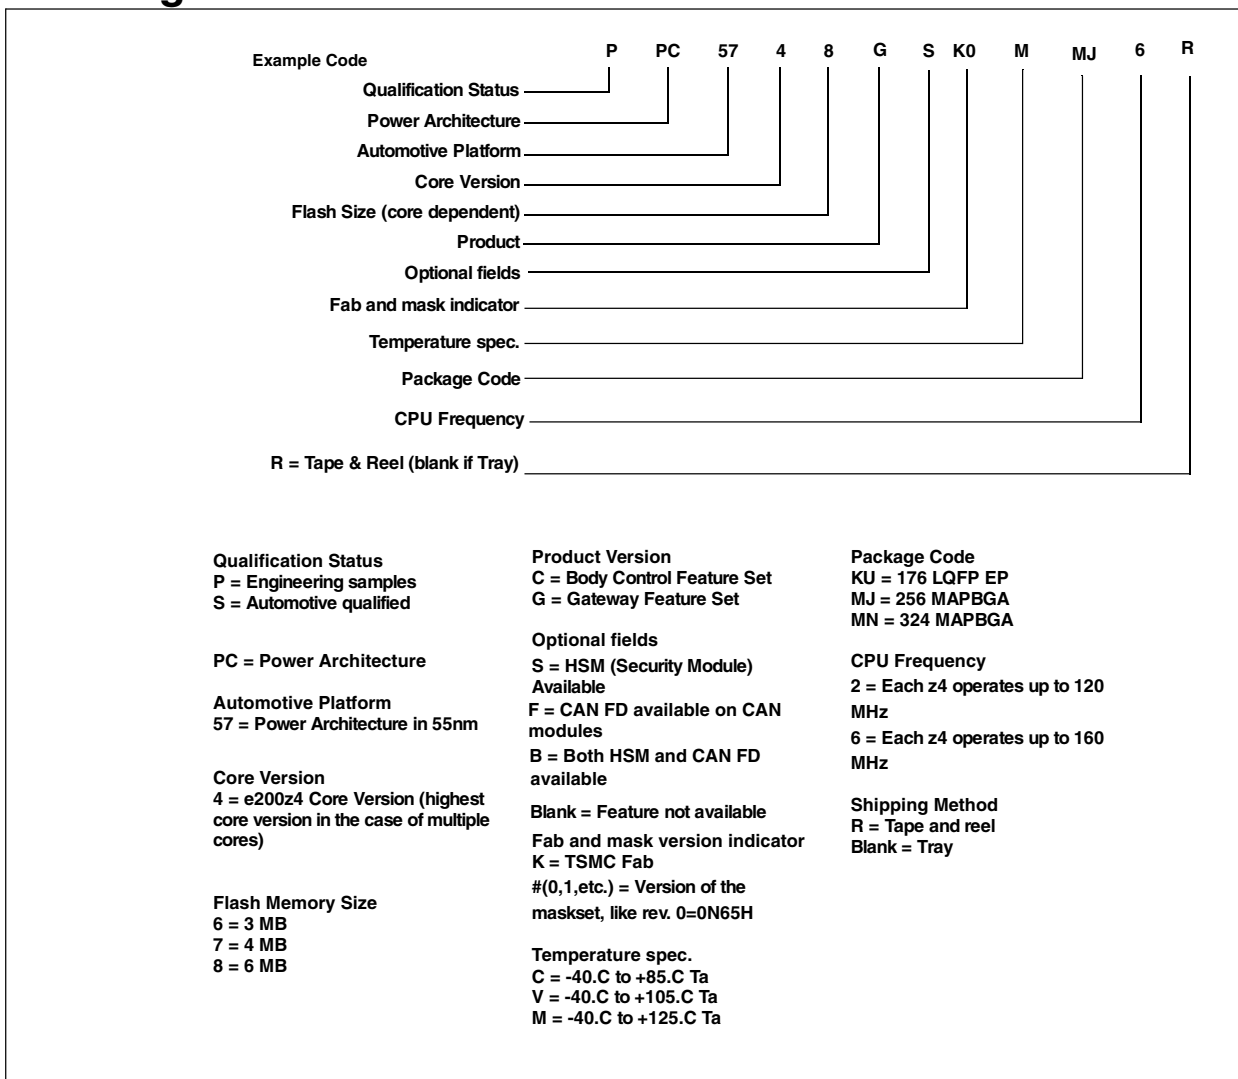 Example Code
P PC 57 4 8 G S K0 M MJ 6 R
Qualification Status
Power Architecture
Automotive Platform
Core Version
Flash Size (core dependent)
Product
Optional fields
Fab and mask indicator
Temperature spec.
Package Code
CPU Frequency
R = Tape & Reel (blank if Tray)
Qualification Status
P = Engineering samples
S = Automotive qualified
PC = Power Architecture
Automotive Platform
57 = Power Architecture in 55nm
Core Version
4 = e200z4 Core Version (highest
core version in the case of multiple
cores)
Flash Memory Size
6 = 3 MB
7 = 4 MB
8 = 6 MB
Product Version
C = Body Control Feature Set
G = Gateway Feature Set
Optional fields
S = HSM (Security Module)
Available
F = CAN FD available on CAN
modules
B = Both HSM and CAN FD
available
Blank = Feature not available
Fab and mask version indicator
K = TSMC Fab
#(0,1,etc.) = Version of the
maskset, like rev. 0=0N65H
Temperature spec.
C = -40.C to +85.C Ta
V = -40.C to +105.C Ta
M = -40.C to +125.C Ta
Package Code
KU = 176 LQFP EP
MJ = 256 MAPBGA
MN = 324 MAPBGA
CPU Frequency
2 = Each z4 operates up to 120
MHz
6 = Each z4 operates up to 160
MHz
Shipping Method
R = Tape and reel
Blank = Tray